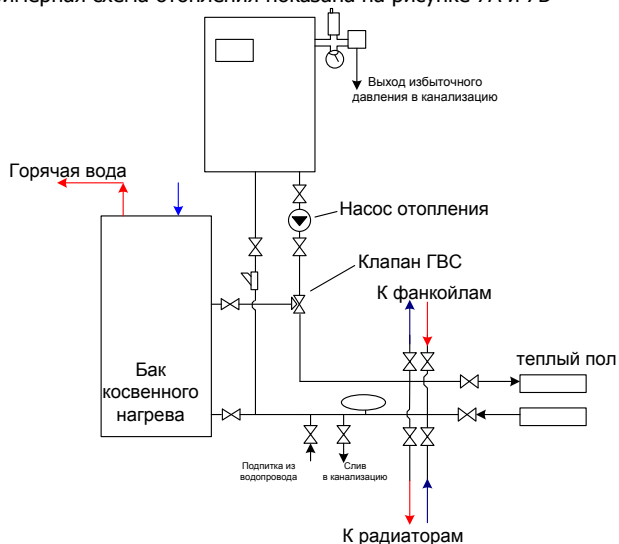 Выход избыточного
давления в канализацию
Горячая вода
Насос отопления
Клапан ГВС
К фанкойлам
теплый пол
Бак
косвенного
нагрева
Подпитка из
водопровода
Слив
в канализацию
К радиаторам